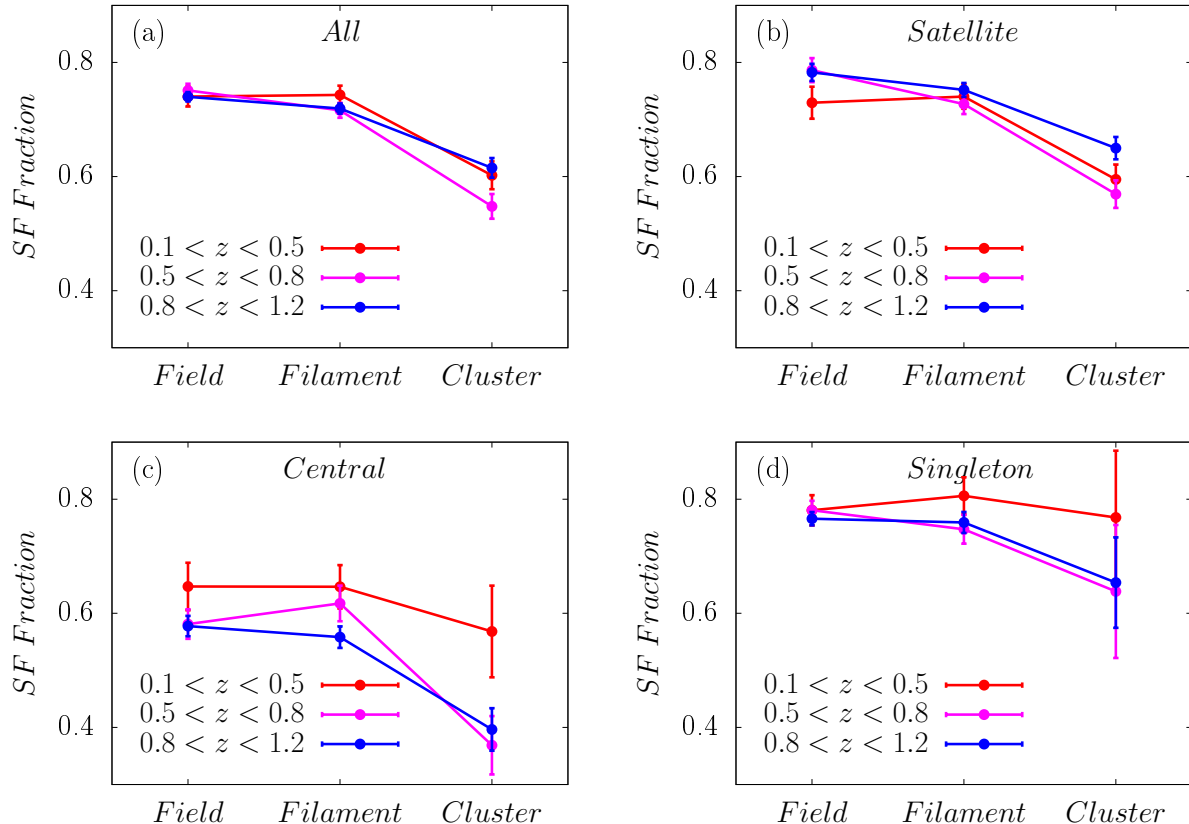 (a) All
SF Fraction
0.8
0.6
0.4
0.1 < z < 0.5
0.5 < z < 0.8
0.8 < z < 1.2
Field Filament Cluster
(b) Satellite
SF Fraction
0.8
0.6
0.4
0.1 < z < 0.5
0.5 < z < 0.8
0.8 < z < 1.2
Field Filament Cluster
(c) Central
SF Fraction
0.8
0.6
0.4
0.1 < z < 0.5
0.5 < z < 0.8
0.8 < z < 1.2
Field Filament Cluster
(d) Singleton
SF Fraction
0.8
0.6
0.4
0.1 < z < 0.5
0.5 < z < 0.8
0.8 < z < 1.2
Field Filament Cluster